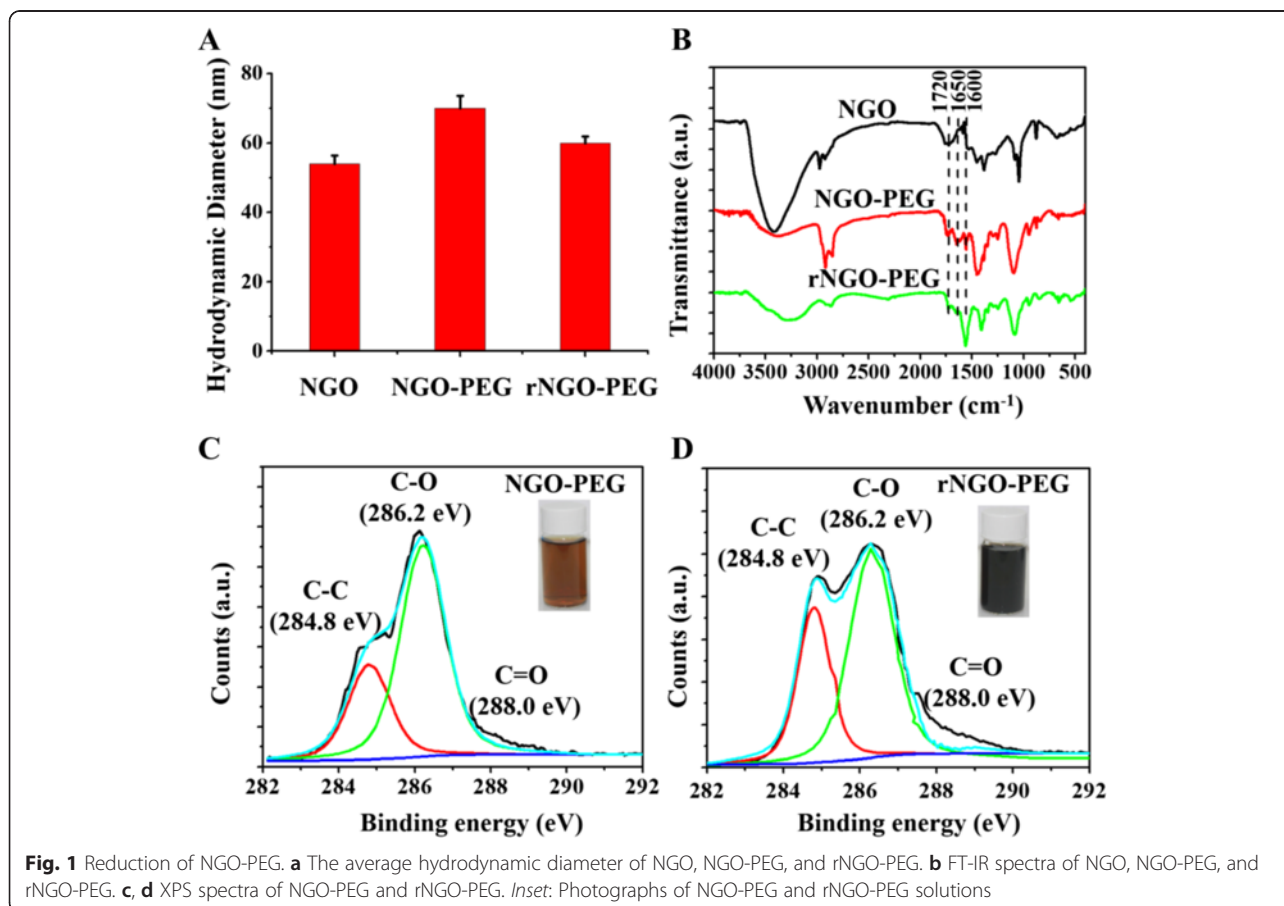 A
Hydrodynamic Diameter (nm)
80
60
40
20
0
NGO
NGO-PEG
rNGO-PEG
B
Transmittance (a.u.)
1720
1650
1600
NGO
NGO-PEG
rNGO-PEG
4000 3500 3000 2500 2000 1500 1000 500
Wavenumber (cm⁻¹)
C
Counts (a.u.)
C-O
(286.2 eV)
NGO-PEG
C-C
(284.8 eV)
C=O
(288.0 eV)
282 284 286 288 290 292
Binding energy (eV)
D
Counts (a.u.)
C-O
(286.2 eV)
rNGO-PEG
C-C
(284.8 eV)
C=O
(288.0 eV)
282 284 286 288 290 292
Binding energy (eV)
Fig. 1 Reduction of NGO-PEG. a The average hydrodynamic diameter of NGO, NGO-PEG, and rNGO-PEG. b FT-IR spectra of NGO, NGO-PEG, and
rNGO-PEG. c, d XPS spectra of NGO-PEG and rNGO-PEG. Inset: Photographs of NGO-PEG and rNGO-PEG solutions